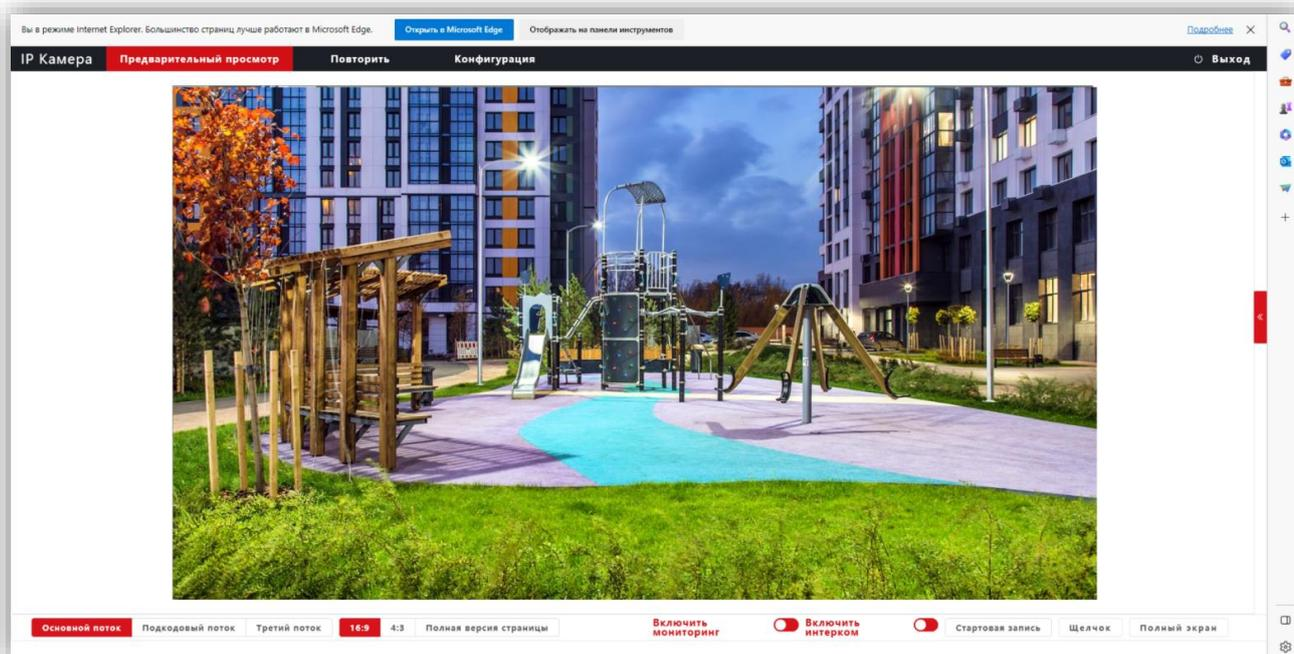 Вы в режиме Internet Explorer. Большинство страниц лучше работают в Microsoft Edge. Открыть в Microsoft Edge Отображать на панели инструментов Подробнее
IP Камера Предварительный просмотр Повторить Конфигурация Выход
Основной поток Подкодовый поток Третий поток 16:9 4:3 Полная версия страницы
Включить
мониторинг
Включить
интерком
Стартовая запись Щелчок Полный экран